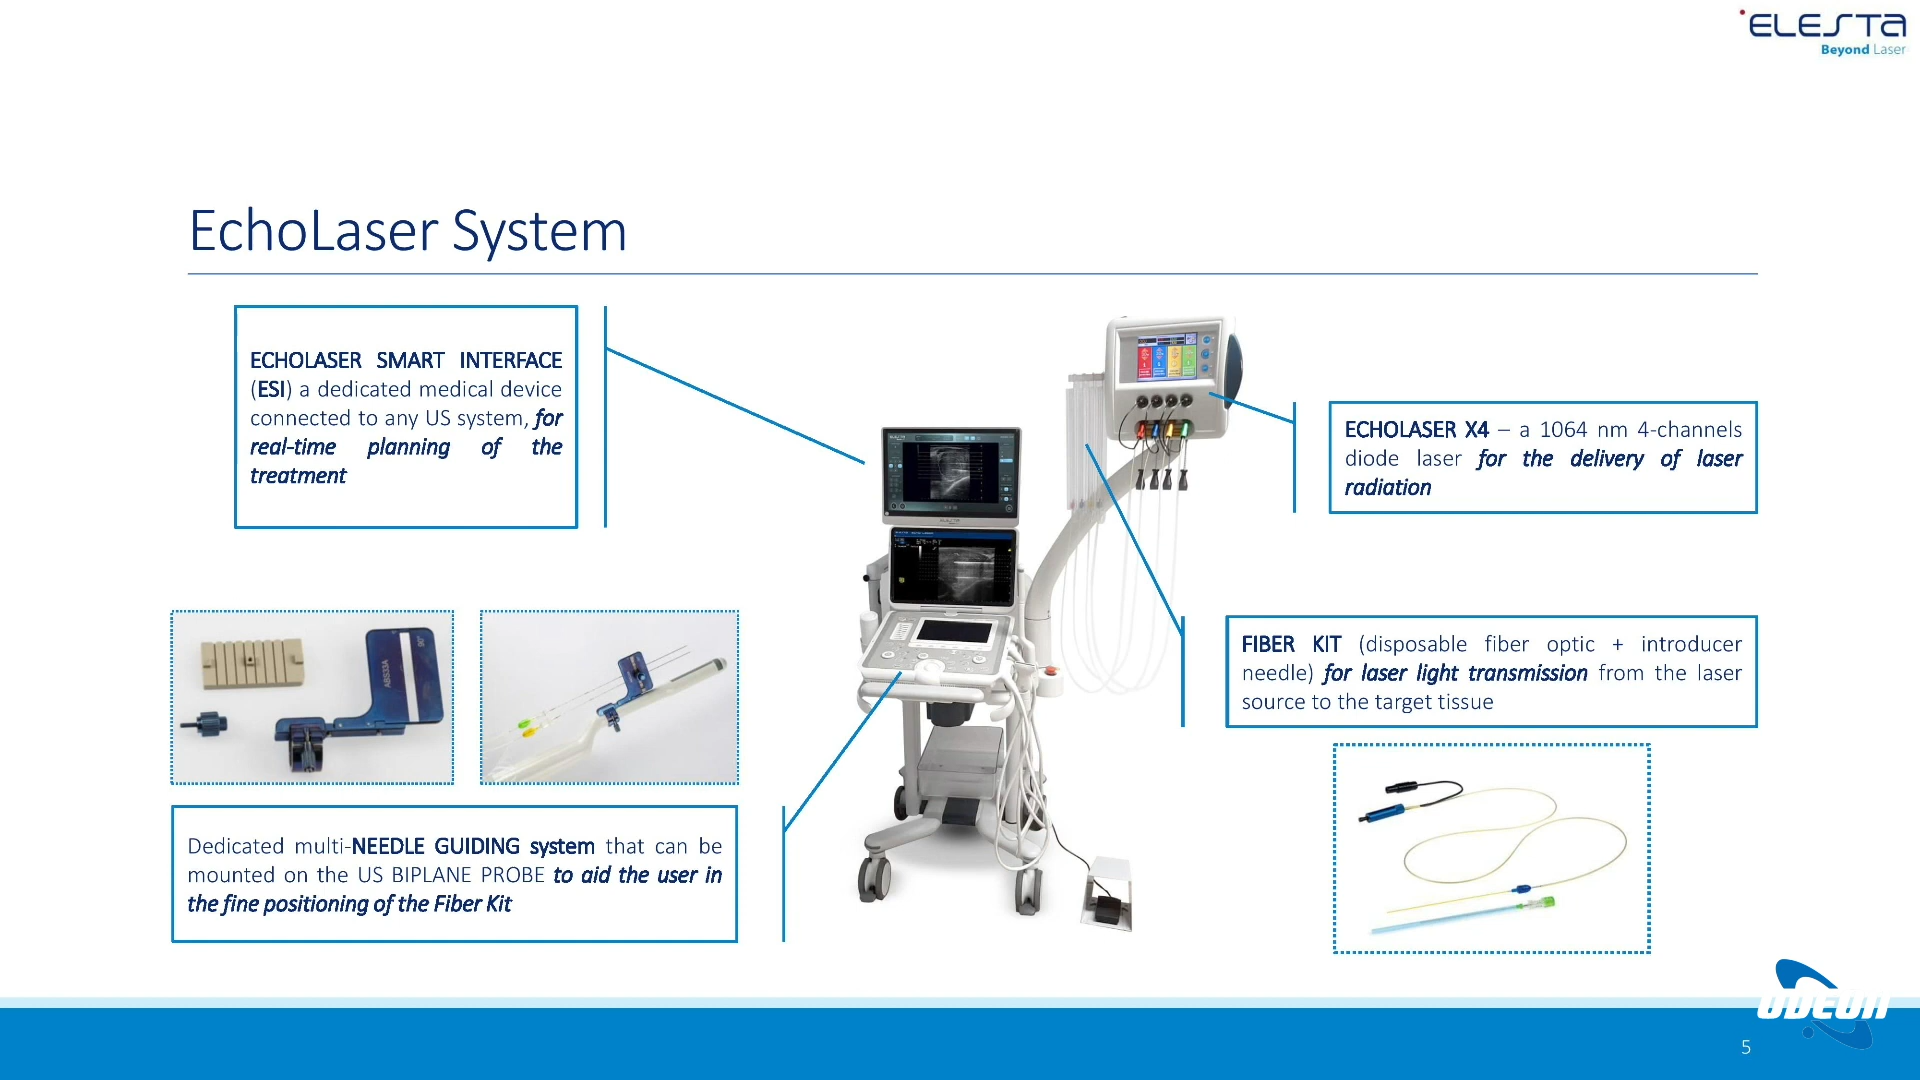 ELESTA
Beyond Laser
EchoLaser System
ECHOLASER SMART INTERFACE
(ESI) a dedicated medical device
connected to any US system, for
real-time planning of the
treatment
ECHOLASER X4 – a 1064 nm 4-channels
diode laser for the delivery of laser
radiation
FIBER KIT (disposable fiber optic + introducer
needle) for laser light transmission from the laser
source to the target tissue
ABS33A
90°
Dedicated multi-NEEDLE GUIDING system that can be
mounted on the US BIPLANE PROBE to aid the user in
the fine positioning of the Fiber Kit
ELESTA
ODEON
5